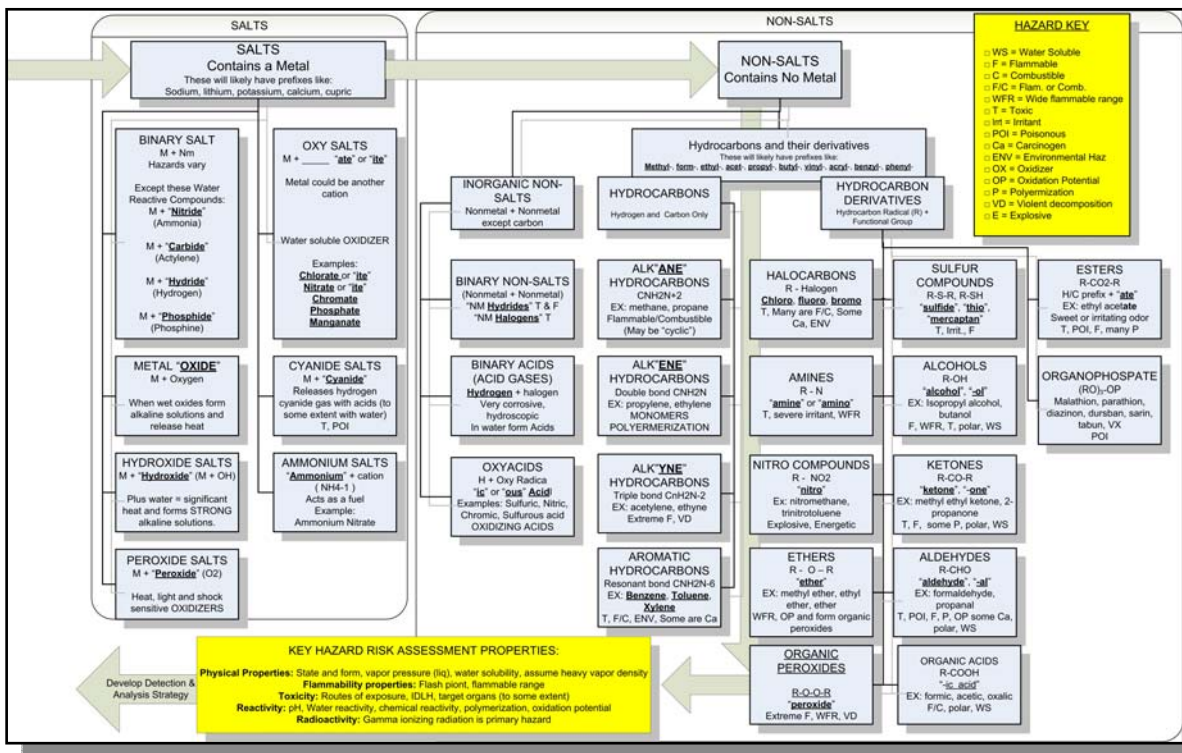 SALTS
NON-SALTS
SALTS
Contains a Metal
These will likely have prefixes like:
Sodium, lithium, potassium, calcium, cupric
NON-SALTS
Contains No Metal
HAZARD KEY
□ WS = Water Soluble
□ F = Flammable
□ C = Combustible
□ F/C = Flam. or Comb.
□ WFR = Wide flammable range
□ T = Toxic
□ Irrt = Irritant
□ POI = Poisonous
□ Ca = Carcinogen
□ ENV = Environmental Haz
□ OX = Oxidizer
□ OP = Oxidation Potential
□ P = Polyermization
□ VD = Violent decomposition
□ E = Explosive
BINARY SALT
M + Nm
Hazards vary
Except these Water
Reactive Compounds:
M + "Nitride"
(Ammonia)
M + "Carbide"
(Actylene)
M + "Hydride"
(Hydrogen)
M + "Phosphide"
(Phosphine)
OXY SALTS
M + _____ "ate" or "ite"
Metal could be another
cation
Water soluble OXIDIZER
Examples:
Chlorate or "ite"
Nitrate or "ite"
Chromate
Phosphate
Manganate
METAL "OXIDE"
M + Oxygen
When wet oxides form
alkaline solutions and
release heat
CYANIDE SALTS
M + "Cyanide"
Releases hydrogen
cyanide gas with acids (to
some extent with water)
T, POI
HYDROXIDE SALTS
M + "Hydroxide" (M + OH)
Plus water = significant
heat and forms STRONG
alkaline solutions.
AMMONIUM SALTS
"Ammonium" + cation
( NH4-1 )
Acts as a fuel
Example:
Ammonium Nitrate
PEROXIDE SALTS
M + "Peroxide" (O2)
Heat, light and shock
sensitive OXIDIZERS
Hydrocarbons and their derivatives
These will likely have prefixes like:
Methyl-, form-, ethyl-, acet-, propyl-, butyl-, vinyl-, acryl-, benzyl-, phenyl-
INORGANIC NON-
SALTS
Nonmetal + Nonmetal
except carbon
HYDROCARBONS
Hydrogen and Carbon Only
HYDROCARBON
DERIVATIVES
Hydrocarbon Radical (R) +
Functional Group
BINARY NON-SALTS
(Nonmetal + Nonmetal)
"NM Hydrides" T & F
"NM Halogens" T
ALK"ANE"
HYDROCARBONS
CNH2N+2
EX: methane, propane
Flammable/Combustible
(May be "cyclic")
HALOCARBONS
R - Halogen
Chloro, fluoro, bromo
T, Many are F/C, Some
Ca, ENV
SULFUR
COMPOUNDS
R-S-R, R-SH
"sulfide", "thio",
"mercaptan"
T, Irrit., F
ESTERS
R-CO2-R
H/C prefix + "ate"
EX: ethyl acetate
Sweet or irritating odor
T, POI, F, many P
BINARY ACIDS
(ACID GASES)
Hydrogen + halogen
Very corrosive,
hydroscopic
In water form Acids
ALK"ENE"
HYDROCARBONS
Double bond CNH2N
EX: propylene, ethylene
MONOMERS
POLYERMERIZATION
AMINES
R - N
"amine" or "amino"
T, severe irritant, WFR
ALCOHOLS
R-OH
"alcohol", "-ol"
EX: Isopropyl alcohol,
butanol
F, WFR, T, polar, WS
ORGANOPHOSPATE
(RO)3-OP
Malathion, parathion,
diazinon, dursban, sarin,
tabun, VX
POI
OXYACIDS
H + Oxy Radica
"ic" or "ous" Acid)
Examples: Sulfuric, Nitric,
Chromic, Sulfurous acid
OXIDIZING ACIDS
ALK"YNE"
HYDROCARBONS
Triple bond CnH2N-2
EX: acetylene, ethyne
Extreme F, VD
NITRO COMPOUNDS
R - NO2
"nitro"
Ex: nitromethane,
trinitrotoluene
Explosive, Energetic
KETONES
R-CO-R
"ketone", "-one"
EX: methyl ethyl ketone, 2-
propanone
T, F, some P, polar, WS
AROMATIC
HYDROCARBONS
Resonant bond CNH2N-6
EX: Benzene, Toluene,
Xylene
T, F/C, ENV, Some are Ca
ETHERS
R - O – R
"ether"
EX: methyl ether, ethyl
ether, ether
WFR, OP and form organic
peroxides
ALDEHYDES
R-CHO
"aldehyde", "-al"
EX: formaldehyde,
propanal
T, POI, F, P, OP some Ca,
polar, WS
ORGANIC
PEROXIDES
R-O-O-R
"peroxide"
Extreme F, WFR, VD
ORGANIC ACIDS
R-COOH
"-ic acid"
EX: formic, acetic, oxalic
F/C, polar, WS
KEY HAZARD RISK ASSESSMENT PROPERTIES:
Physical Properties: State and form, vapor pressure (liq), water solubility, assume heavy vapor density
Flammability properties: Flash piont, flammable range
Toxicity: Routes of exposure, IDLH, target organs (to some extent)
Reactivity: pH, Water reactivity, chemical reactivity, polymerization, oxidation potential
Radioactivity: Gamma ionizing radiation is primary hazard
Develop Detection &
Analysis Strategy